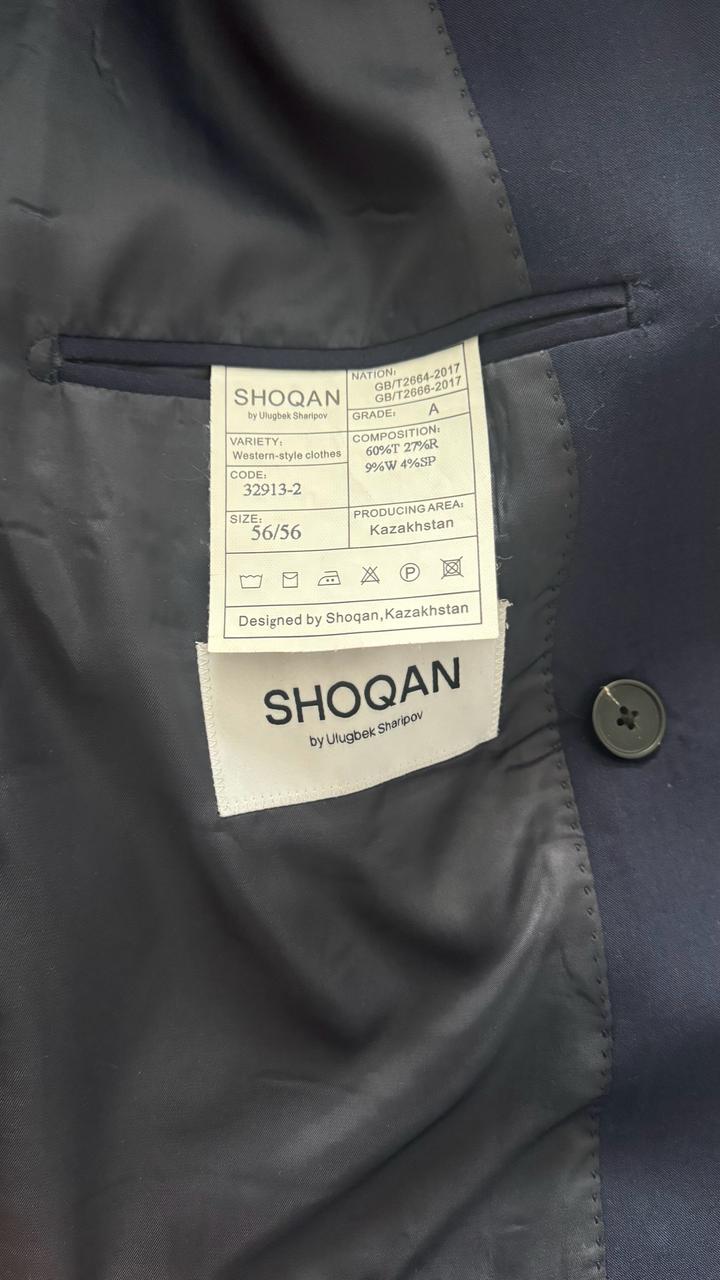 SHOQAN
by Ulugbek Sharipov
NATION:
GB/T2664-2017
GB/T2666-2017
GRADE: A
VARIETY:
Western-style clothes
COMPOSITION:
60%T 27%R
9%W 4%SP
CODE:
32913-2
SIZE:
56/56
PRODUCING AREA:
Kazakhstan
P
Designed by Shoqan,Kazakhstan
SHOQAN
by Ulugbek Sharipov